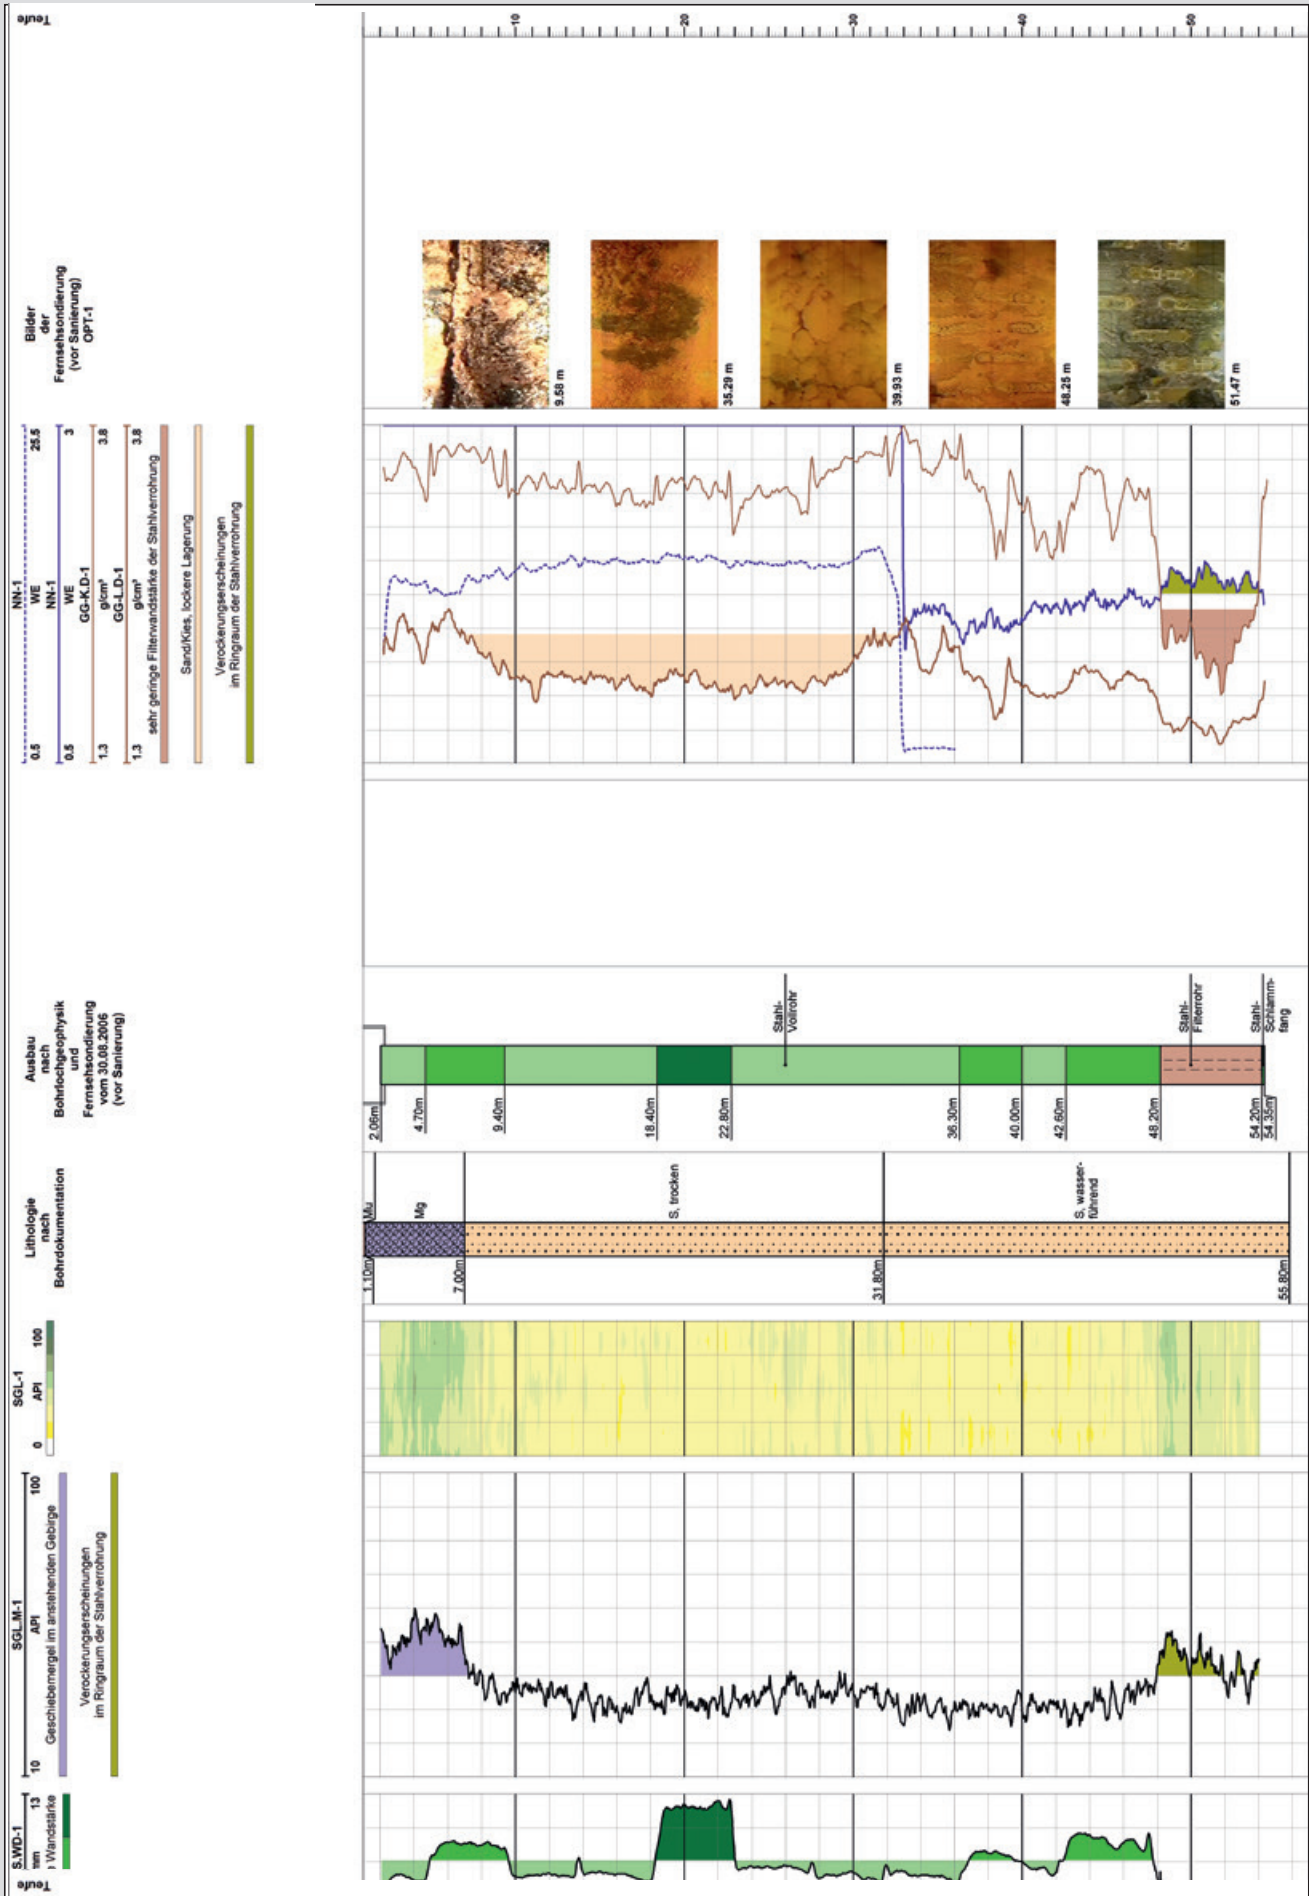 Teufe
10
20
30
40
50
Bilder
der
Fernsehsondierung
(vor Sanierung)
OPT-1
9.58 m
35.29 m
39.93 m
48.25 m
51.47 m
NN-1
0.5 WE 25.5
NN-1
0.5 WE 3
GG-K.D-1
1.3 g/cm³ 3.8
GG-L.D-1
1.3 g/cm³ 3.8
sehr geringe Filterwandstärke der Stahlverrohrung
Sand/Kies, lockere Lagerung
Verockerungserscheinungen
im Ringraum der Stahlverrohrung
Ausbau
nach
Bohrlochgeophysik
und
Fernsehsondierung
vom 30.08.2006
(vor Sanierung)
2.06m
4.70m
9.40m
18.40m
22.80m
36.30m
40.00m
42.60m
48.20m
54.20m
54.35m
Stahl-
Vollrohr
Stahl-
Filterrohr
Stahl-
Schlamm-
fang
Lithologie
nach
Bohrdokumentation
1.10m
7.00m
31.80m
55.80m
Mu
Mg
S, trocken
S, wasser-
führend
SGL-1
0 API 100
SGL.M-1
10 API 100
Geschiebemergel im anstehenden Gebirge
Verockerungserscheinungen
im Ringraum der Stahlverrohrung
S.WD-1
mm 13
Wandstärke
Teufe